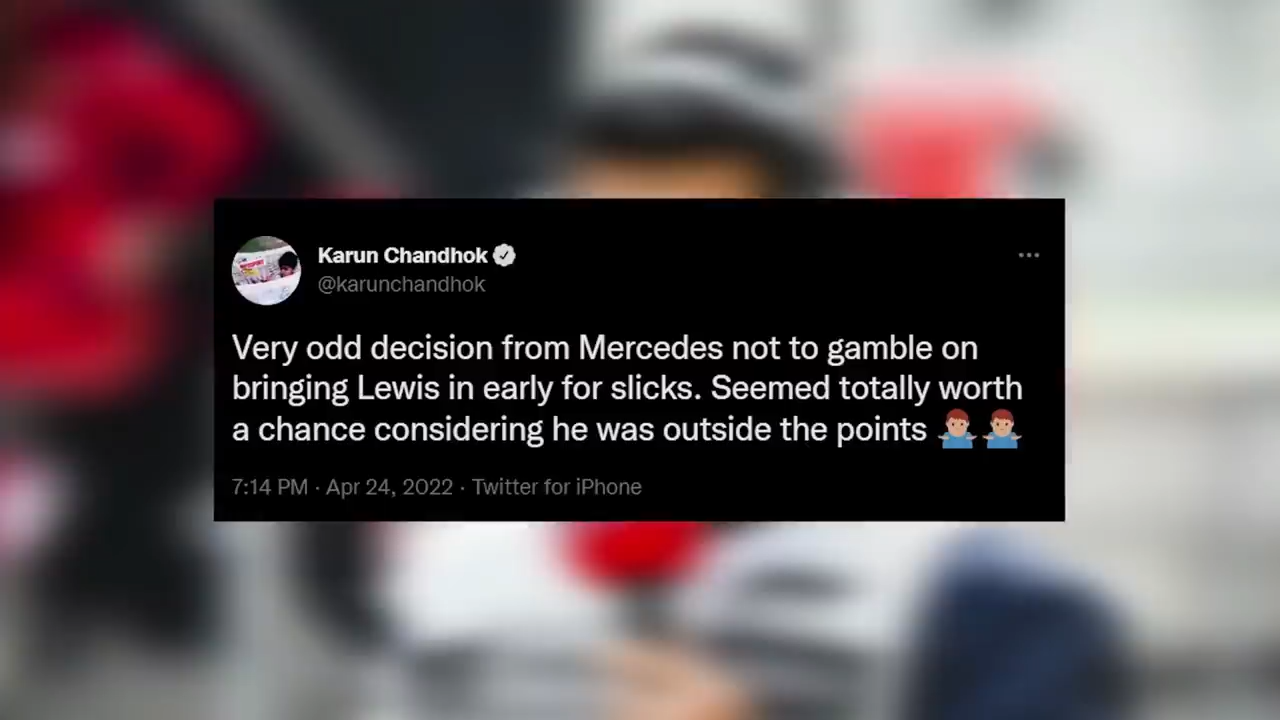 Karun Chandhok
@karunchandhok
Very odd decision from Mercedes not to gamble on
bringing Lewis in early for slicks. Seemed totally worth
a chance considering he was outside the points 🤷🏽‍♂️🤷🏽‍♂️
7:14 PM · Apr 24, 2022 · Twitter for iPhone